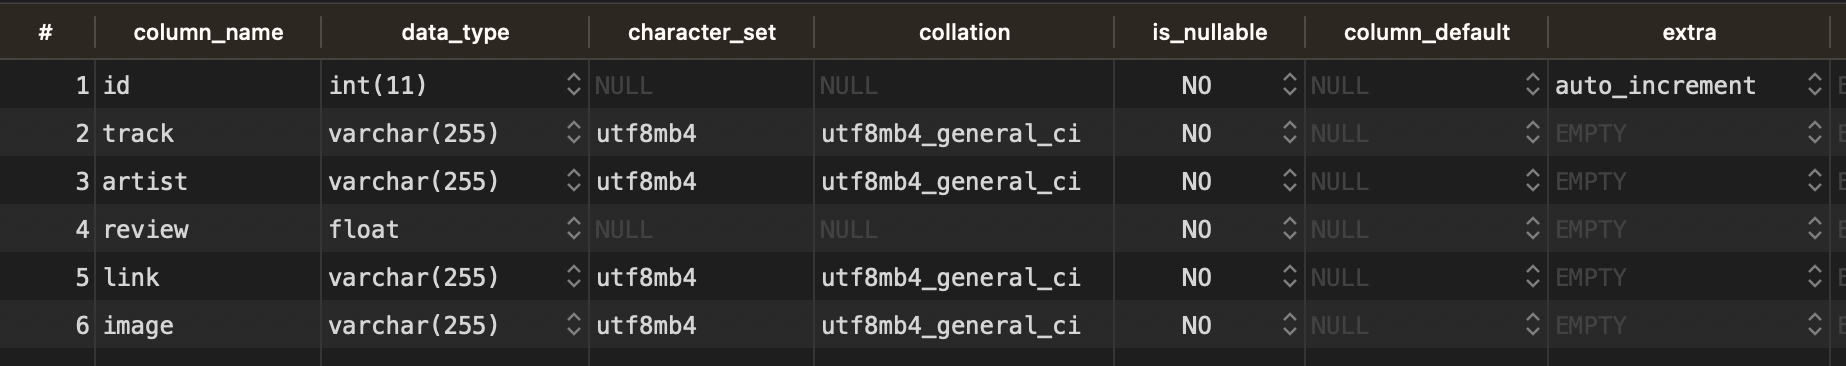 # column_name data_type character_set collation is_nullable column_default extra
1 id int(11) NULL NULL NO NULL auto_increment
2 track varchar(255) utf8mb4 utf8mb4_general_ci NO NULL EMPTY
3 artist varchar(255) utf8mb4 utf8mb4_general_ci NO NULL EMPTY
4 review float NULL NULL NO NULL EMPTY
5 link varchar(255) utf8mb4 utf8mb4_general_ci NO NULL EMPTY
6 image varchar(255) utf8mb4 utf8mb4_general_ci NO NULL EMPTY